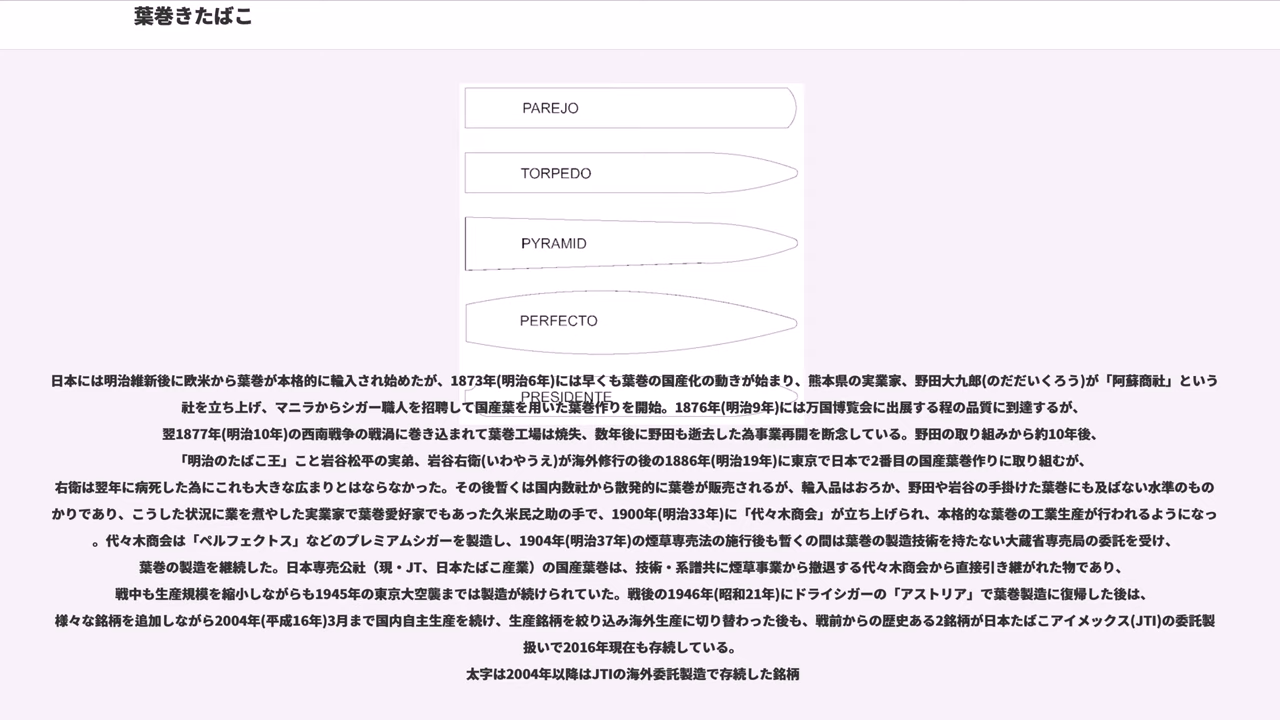 葉巻きたばこ
PAREJO
TORPEDO
PYRAMID
PERFECTO
PRESIDENTE
日本には明治維新後に欧米から葉巻が本格的に輸入され始めたが、1873年(明治6年)には早くも葉巻の国産化の動きが始まり、熊本県の実業家、野田大九郎(のだだいくろう)が「阿蘇商社」という
社を立ち上げ、マニラからシガー職人を招聘して国産葉を用いた葉巻作りを開始。1876年(明治9年)には万国博覧会に出展する程の品質に到達するが、
翌1877年(明治10年)の西南戦争の戦渦に巻き込まれて葉巻工場は焼失、数年後に野田も逝去した為事業再開を断念している。野田の取り組みから約10年後、
「明治のたばこ王」こと岩谷松平の実弟、岩谷右衛(いわやうえ)が海外修行の後の1886年(明治19年)に東京で日本で2番目の国産葉巻作りに取り組むが、
右衛は翌年に病死した為にこれも大きな広まりとはならなかった。その後暫くは国内数社から散発的に葉巻が販売されるが、輸入品はおろか、野田や岩谷の手掛けた葉巻にも及ばない水準のもの
かりであり、こうした状況に業を煮やした実業家で葉巻愛好家でもあった久米民之助の手で、1900年(明治33年)に「代々木商会」が立ち上げられ、本格的な葉巻の工業生産が行われるようになっ
。代々木商会は「ペルフェクトス」などのプレミアムシガーを製造し、1904年(明治37年)の煙草専売法の施行後も暫くの間は葉巻の製造技術を持たない大蔵省専売局の委託を受け、
葉巻の製造を継続した。日本専売公社（現・JT、日本たばこ産業）の国産葉巻は、技術・系譜共に煙草事業から撤退する代々木商会から直接引き継がれた物であり、
戦中も生産規模を縮小しながらも1945年の東京大空襲までは製造が続けられていた。戦後の1946年(昭和21年)にドライシガーの「アストリア」で葉巻製造に復帰した後は、
様々な銘柄を追加しながら2004年(平成16年)3月まで国内自主生産を続け、生産銘柄を絞り込み海外生産に切り替わった後も、戦前からの歴史ある2銘柄が日本たばこアイメックス(JTI)の委託製
扱いで2016年現在も存続している。
太字は2004年以降はJTIの海外委託製造で存続した銘柄